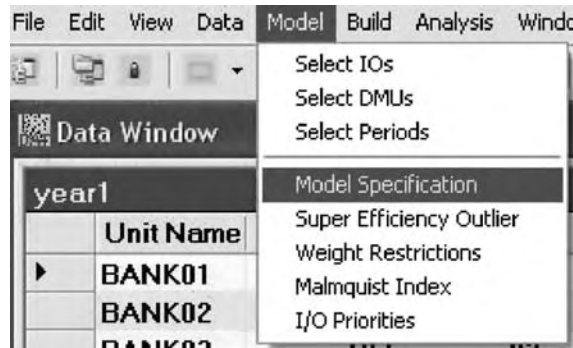 File Edit View Data Model Build Analysis
Select IOs
Select DMUs
Select Periods
Data Window
Model Specification
Super Efficiency Outlier
Weight Restrictions
Malmquist Index
I/O Priorities
year1
Unit Name
BANK01
BANK02